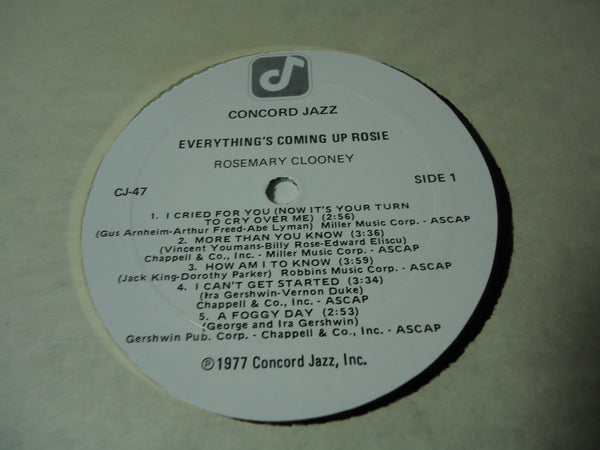 CONCORD JAZZ
EVERYTHING'S COMING UP ROSIE
ROSEMARY CLOONEY
CJ-47
SIDE 1
1. I CRIED FOR YOU (NOW IT'S YOUR TURN
TO CRY OVER ME) (2:56)
(Gus Arnheim-Arthur Freed-Abe Lyman) Miller Music Corp. - ASCAP
2. MORE THAN YOU KNOW (3:36)
(Vincent Youmans-Billy Rose-Edward Eliscu)
Chappell & Co., Inc. - Miller Music Corp. - ASCAP
3. HOW AM I TO KNOW (3:59)
(Jack King-Dorothy Parker) Robbins Music Corp. - ASCAP
4. I CAN'T GET STARTED (3:34)
(Ira Gershwin-Vernon Duke)
Chappell & Co., Inc. - ASCAP
5. A FOGGY DAY (2:53)
(George and Ira Gershwin)
Gershwin Pub. Corp. - Chappell & Co., Inc. - ASCAP
℗1977 Concord Jazz, Inc.